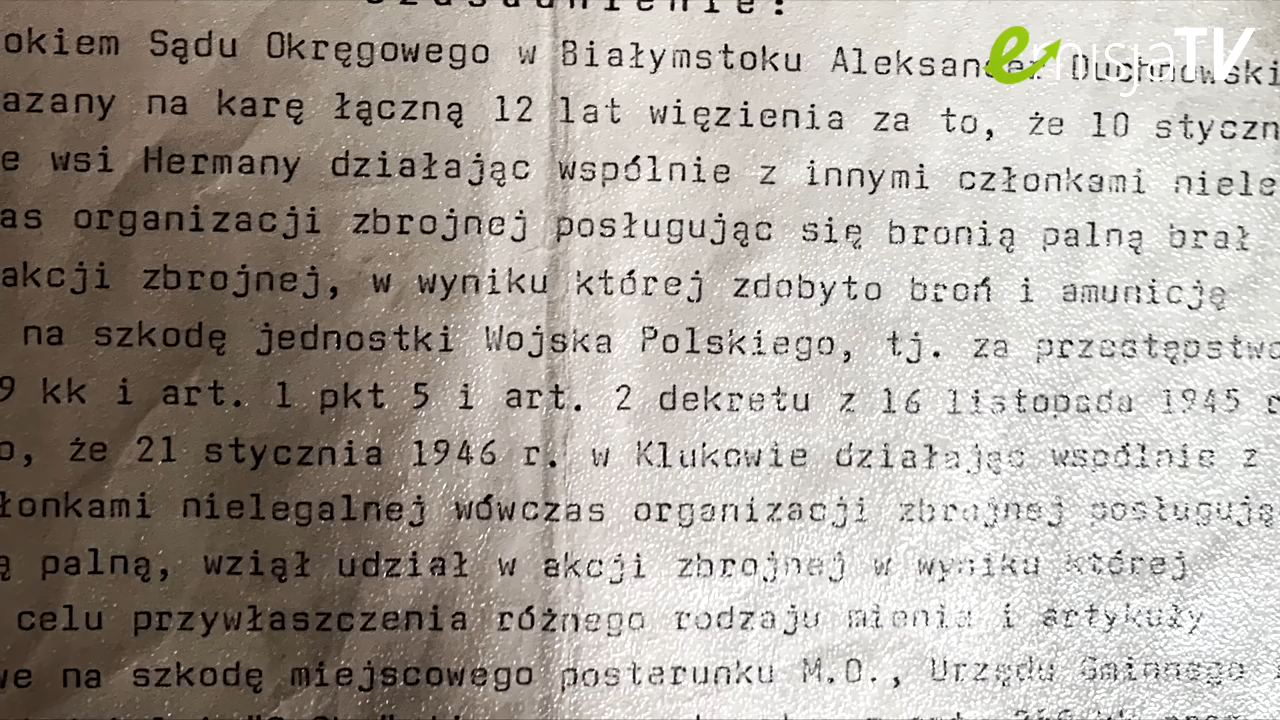 Uzasadnienie:
emisjaTV
okiem Sądu Okręgowego w Białymstoku Aleksander Duchnowski
azany na karę łączną 12 lat więzienia za to, że 10 styczn
e wsi Hermany działając wspólnie z innymi członkami niele
as organizacji zbrojnej posługując się bronią palną brał
akcji zbrojnej, w wyniku której zdobyto broń i amunicję
na szkodę jednostki Wojska Polskiego, tj. za przestępstwo
9 kk i art. 1 pkt 5 i art. 2 dekretu z 16 listopada 1945
o, że 21 stycznia 1946 r. w Klukowie działając wspólnie z
łonkami nielegalnej wówczas organizacji zbrojnej posługują
ą palną, wziął udział w akcji zbrojnej w wyniku której
celu przywłaszczenia różnego rodzaju mienia i artykuły
we na szkodę miejscowego posterunku M.O., Urzędu Gminnego